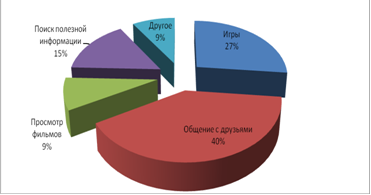 Другое
9%
Игры
27%
Поиск полезной
информации
15%
Просмотр
фильмов
9%
Общение с друзьями
40%